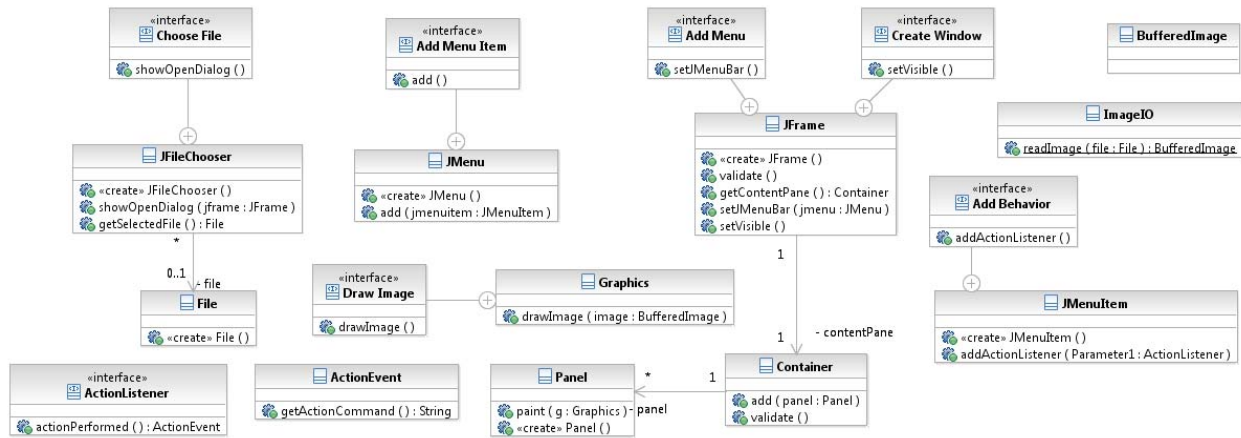 «interface»
Choose File
showOpenDialog ( )
«interface»
Add Menu Item
add ( )
«interface»
Add Menu
setJMenuBar ( )
«interface»
Create Window
setVisible ( )
BufferedImage
ImageIO
readImage ( file : File ) : BufferedImage
JFileChooser
«create» JFileChooser ( )
showOpenDialog ( jframe : JFrame )
getSelectedFile ( ) : File
*
0..1
- file
File
«create» File ( )
JMenu
«create» JMenu ( )
add ( jmenuitem : JMenuItem )
JFrame
«create» JFrame ( )
validate ( )
getContentPane ( ) : Container
setJMenuBar ( jmenu : JMenu )
setVisible ( )
1
1
- contentPane
«interface»
Add Behavior
addActionListener ( )
JMenuItem
«create» JMenuItem ( )
addActionListener ( Parameter1 : ActionListener )
«interface»
Draw Image
drawImage ( )
Graphics
drawImage ( image : BufferedImage )
«interface»
ActionListener
actionPerformed ( ) : ActionEvent
ActionEvent
getActionCommand ( ) : String
Panel
paint ( g : Graphics )
«create» Panel ( )
*
1
- panel
Container
add ( panel : Panel )
validate ( )